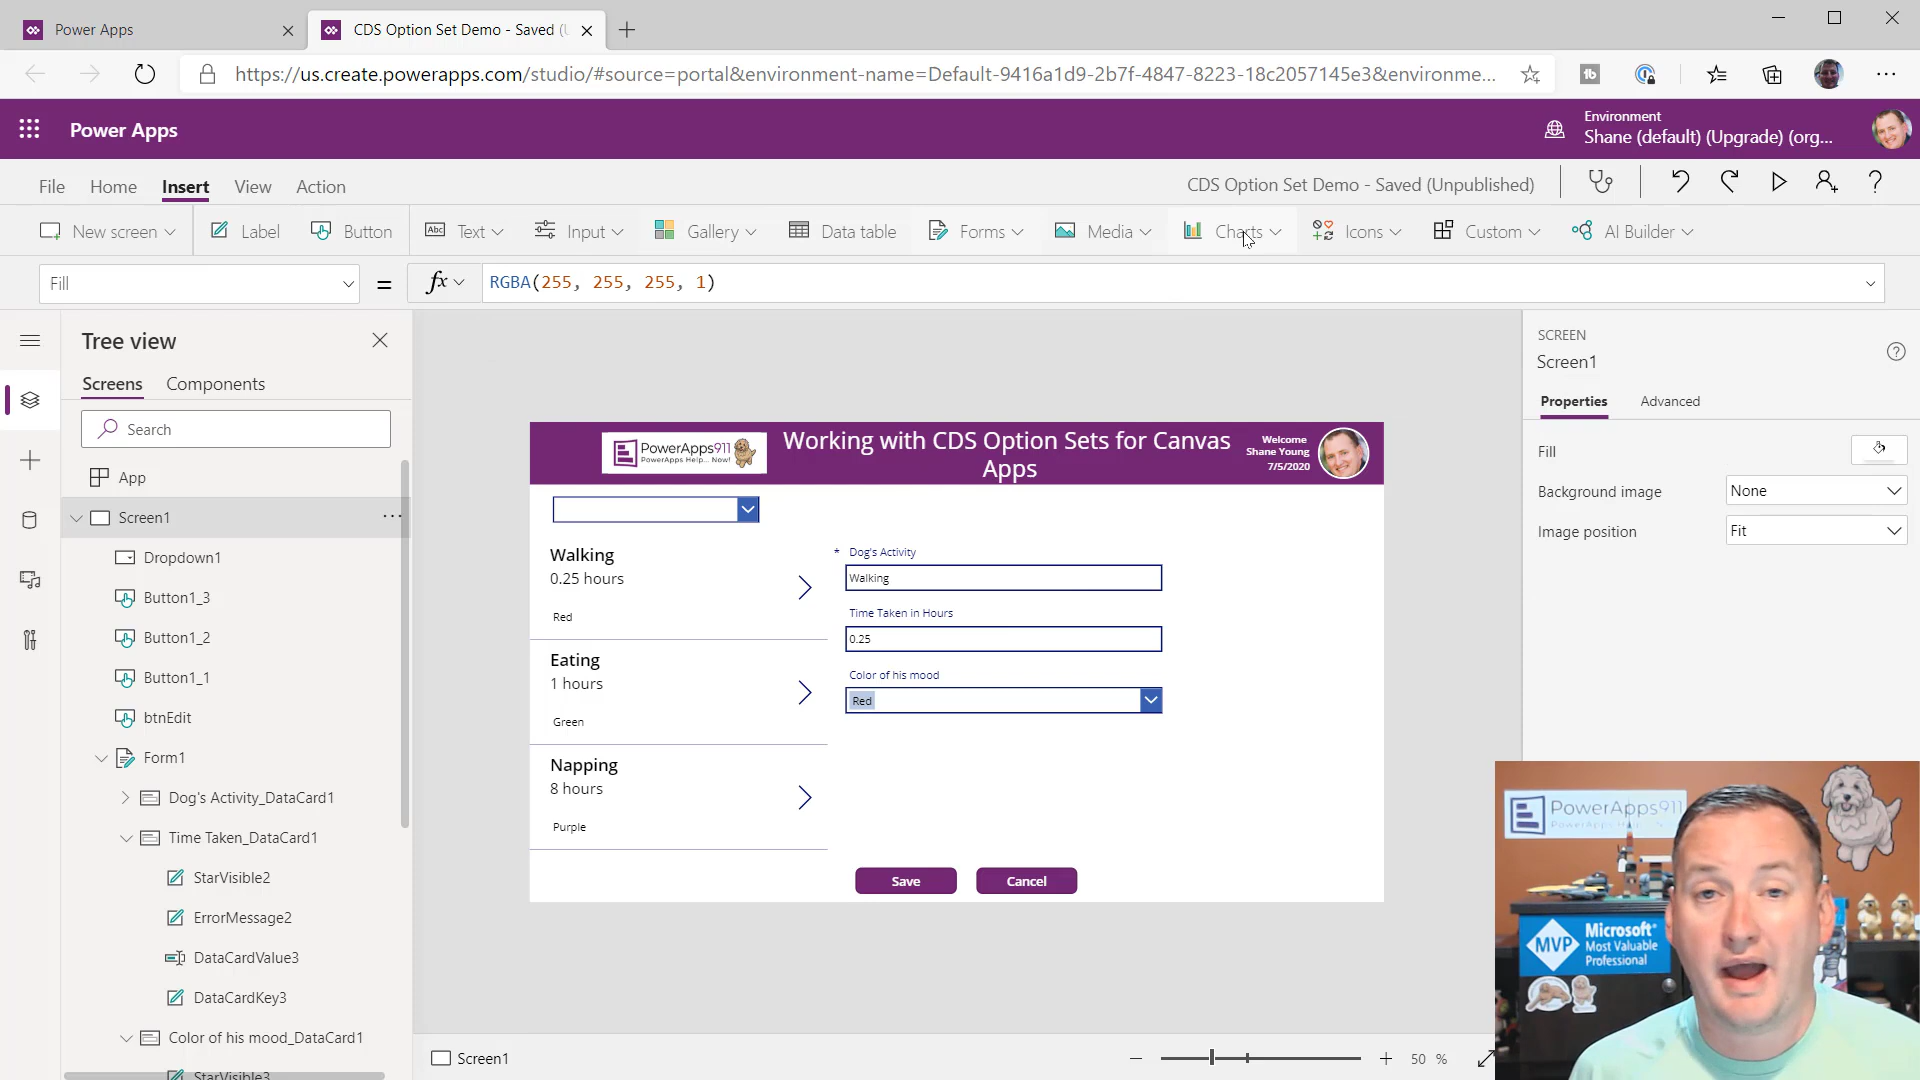 Power Apps
CDS Option Set Demo - Saved (
https://us.create.powerapps.com/studio/#source=portal&environment-name=Default-9416a1d9-2b7f-4847-8223-18c2057145e3&environme...
Power Apps
Environment
Shane (default) (Upgrade) (org...
File Home Insert View Action
CDS Option Set Demo - Saved (Unpublished)
New screen Label Button Text Input Gallery Data table Forms Media Charts Icons Custom AI Builder
Fill = fx RGBA(255, 255, 255, 1)
Tree view
Screens Components
Search
App
Screen1
Dropdown1
Button1_3
Button1_2
Button1_1
btnEdit
Form1
Dog's Activity_DataCard1
Time Taken_DataCard1
StarVisible2
ErrorMessage2
DataCardValue3
DataCardKey3
Color of his mood_DataCard1
StarVisible3
PowerApps911
PowerApps Help... Now!
Working with CDS Option Sets for Canvas
Apps
Welcome
Shane Young
7/5/2020
Walking
0.25 hours
Red
Eating
1 hours
Green
Napping
8 hours
Purple
* Dog's Activity
Walking
Time Taken in Hours
0.25
Color of his mood
Red
Save Cancel
Screen1
50 %
SCREEN
Screen1
Properties Advanced
Fill
Background image None
Image position Fit
PowerApps911
MVP
Microsoft
Most Valuable
Professional